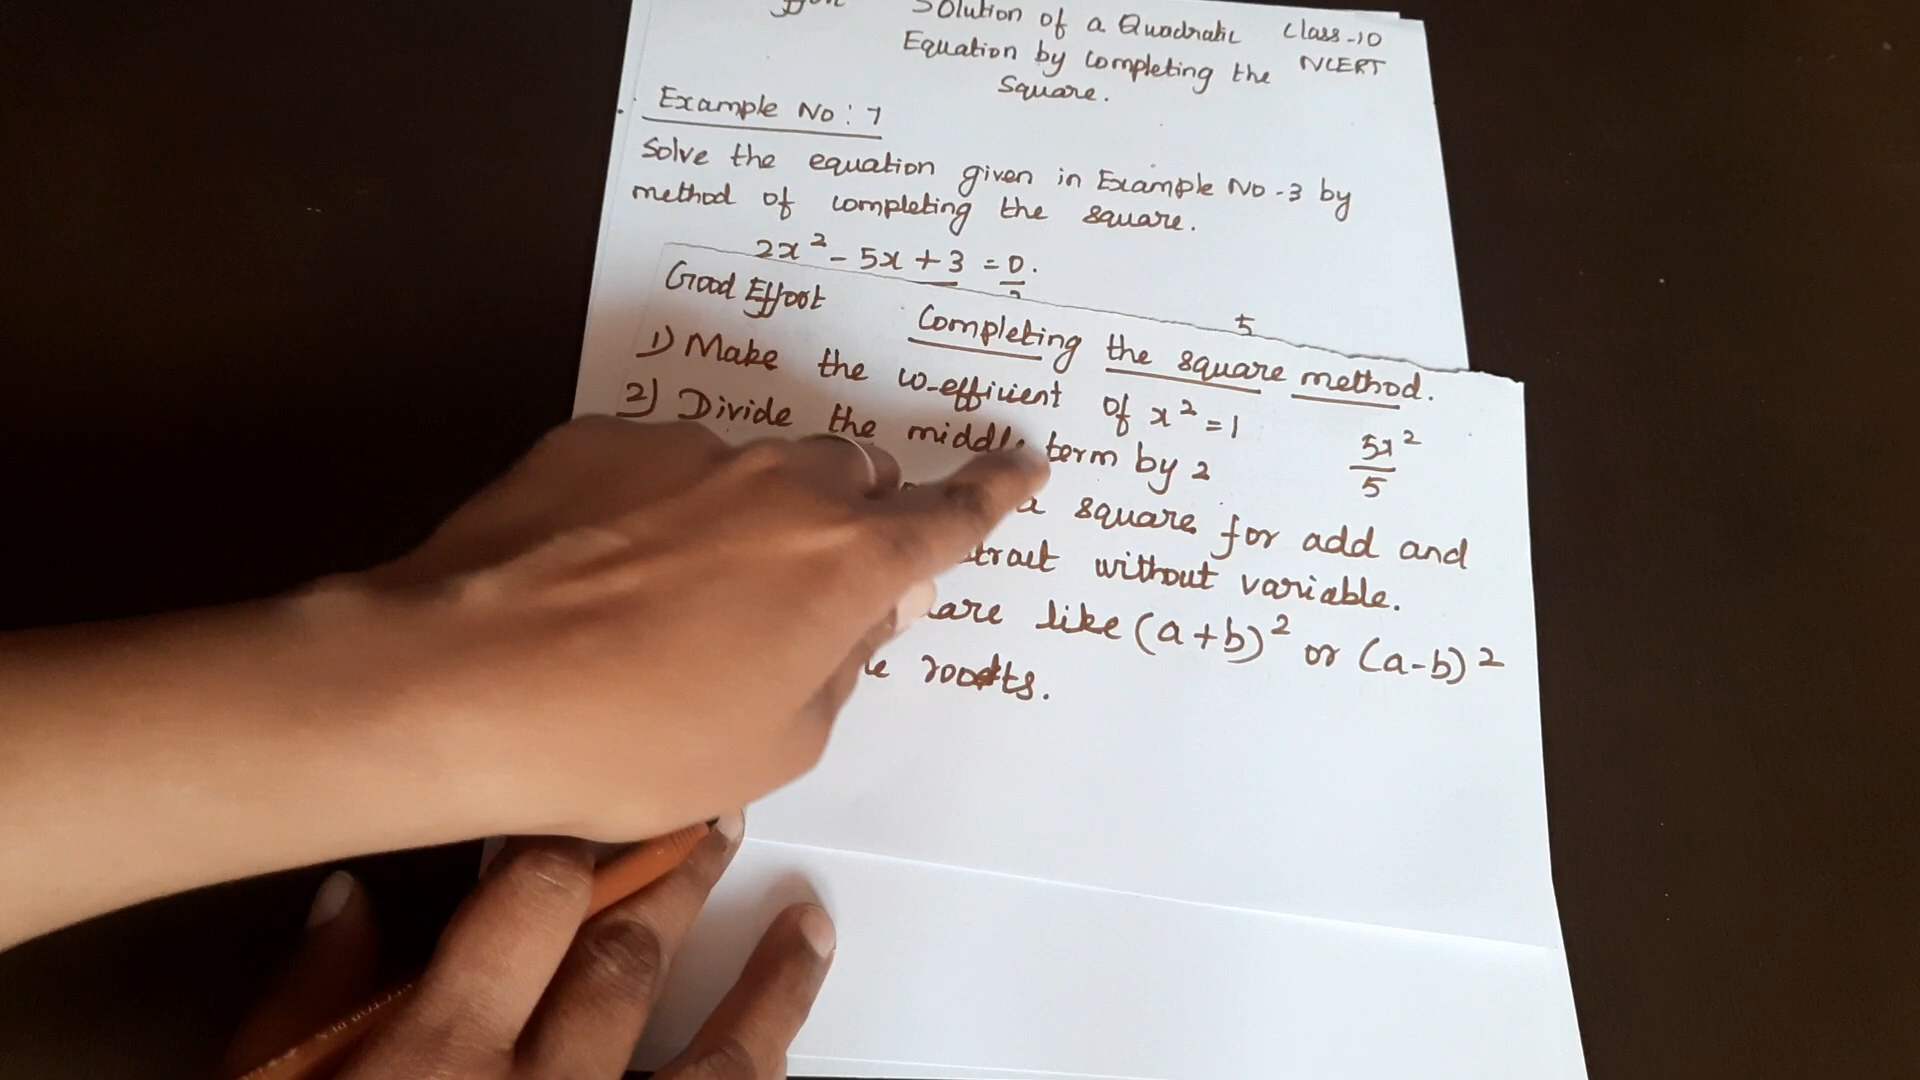 Solution of a Quadratic Class-10
Equation by Completing the NCERT
Square.
Example No: 7
Solve the equation given in Example No-3 by
method of completing the square.
2x² - 5x + 3 = 0.
5
Good Effort Completing the square method.
1) Make the co-efficient of x² = 1
2) Divide the middle term by 2
5x²
5
a square for add and
without variable.
like (a+b)² or (a-b)²
roots.